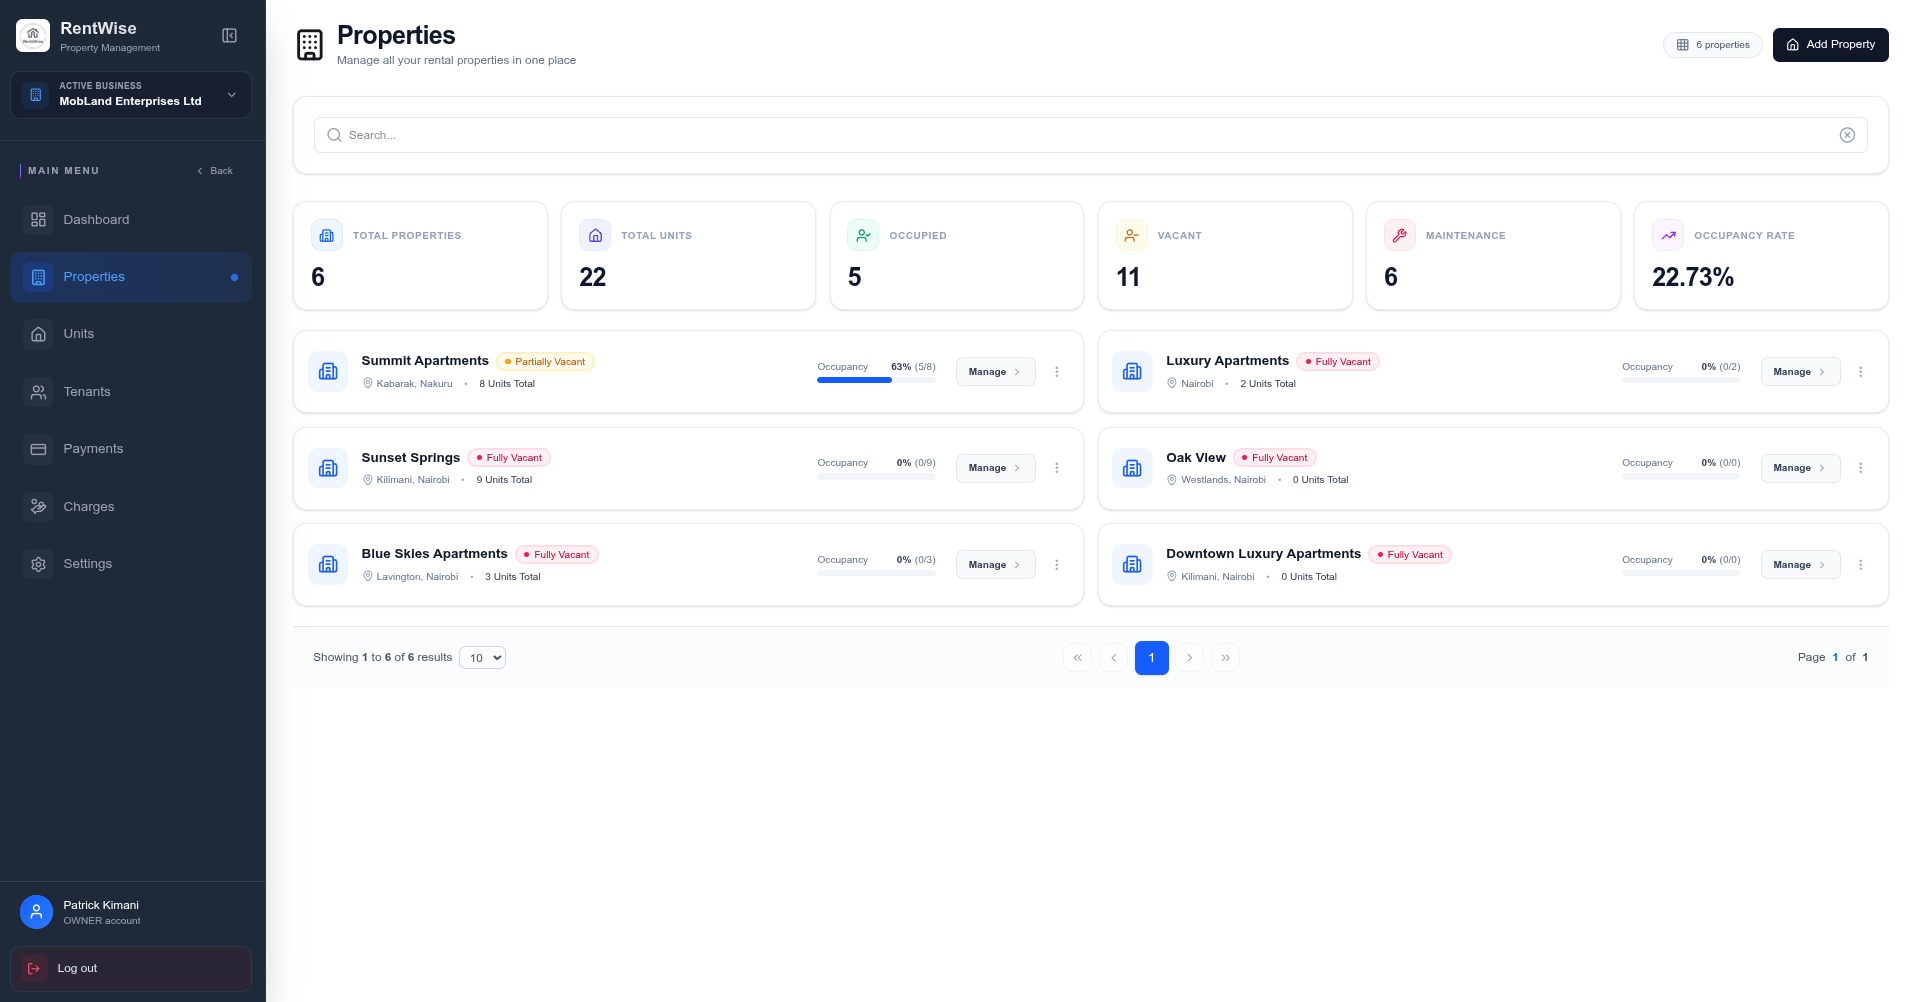 RentWise
Property Management
ACTIVE BUSINESS
MobLand Enterprises Ltd
MAIN MENU
Back
Dashboard
Properties
Units
Tenants
Payments
Charges
Settings
Patrick Kimani
OWNER account
Log out
Properties
Manage all your rental properties in one place
6 properties
Add Property
Search...
TOTAL PROPERTIES
6
TOTAL UNITS
22
OCCUPIED
5
VACANT
11
MAINTENANCE
6
OCCUPANCY RATE
22.73%
Summit Apartments Partially Vacant
Kabarak, Nakuru • 8 Units Total
Occupancy 63% (5/8)
Manage
Luxury Apartments Fully Vacant
Nairobi • 2 Units Total
Occupancy 0% (0/2)
Manage
Sunset Springs Fully Vacant
Kilimani, Nairobi • 9 Units Total
Occupancy 0% (0/9)
Manage
Oak View Fully Vacant
Westlands, Nairobi • 0 Units Total
Occupancy 0% (0/0)
Manage
Blue Skies Apartments Fully Vacant
Lavington, Nairobi • 3 Units Total
Occupancy 0% (0/3)
Manage
Downtown Luxury Apartments Fully Vacant
Kilimani, Nairobi • 0 Units Total
Occupancy 0% (0/0)
Manage
Showing 1 to 6 of 6 results 10
« ‹ 1 › »
Page 1 of 1